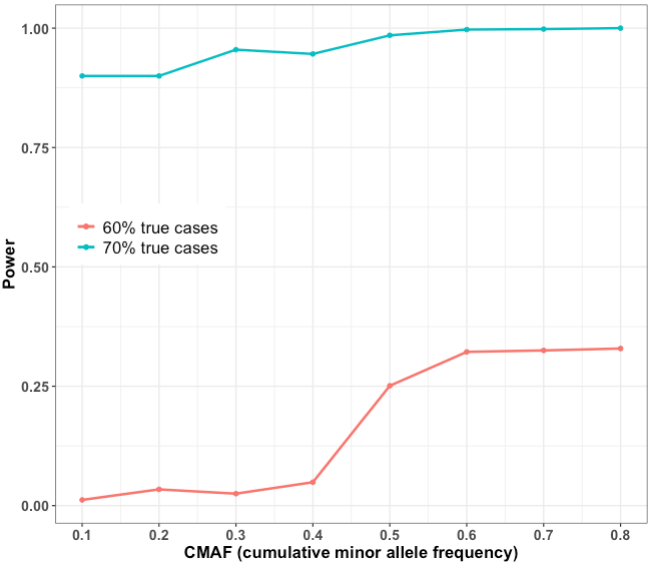 1.00
0.75
0.50
0.25
0.00
Power
60% true cases
70% true cases
0.1 0.2 0.3 0.4 0.5 0.6 0.7 0.8
CMAF (cumulative minor allele frequency)